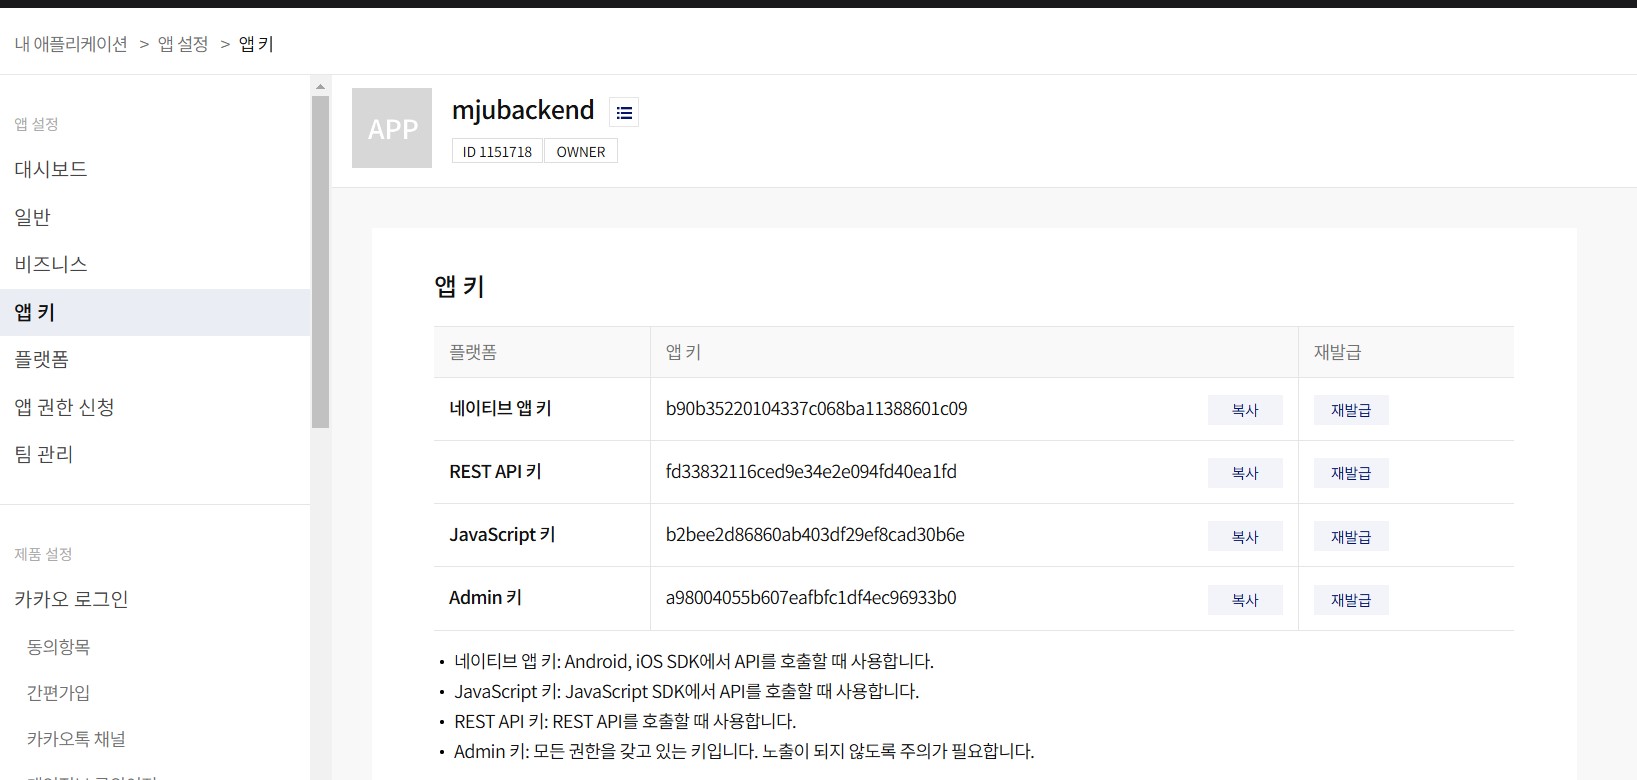 내 애플리케이션 > 앱 설정 > 앱 키
앱 설정
대시보드
일반
비즈니스
앱 키
플랫폼
앱 권한 신청
팀 관리
제품 설정
카카오 로그인
동의항목
간편가입
카카오톡 채널
APP
mjubackend
ID 1151718 OWNER
앱 키
플랫폼 앱 키 재발급
네이티브 앱 키 b90b35220104337c068ba11388601c09 복사 재발급
REST API 키 fd33832116ced9e34e2e094fd40ea1fd 복사 재발급
JavaScript 키 b2bee2d86860ab403df29ef8cad30b6e 복사 재발급
Admin 키 a98004055b607eafbfc1df4ec96933b0 복사 재발급
• 네이티브 앱 키: Android, iOS SDK에서 API를 호출할 때 사용합니다.
• JavaScript 키: JavaScript SDK에서 API를 호출할 때 사용합니다.
• REST API 키: REST API를 호출할 때 사용합니다.
• Admin 키: 모든 권한을 갖고 있는 키입니다. 노출이 되지 않도록 주의가 필요합니다.